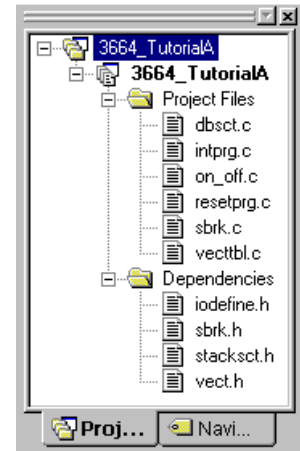 3664_TutorialA
3664_TutorialA
Project Files
dbsct.c
intprg.c
on_off.c
resetprg.c
sbrk.c
vecttbl.c
Dependencies
iodefine.h
sbrk.h
stacksct.h
vect.h
Proj... Navi...